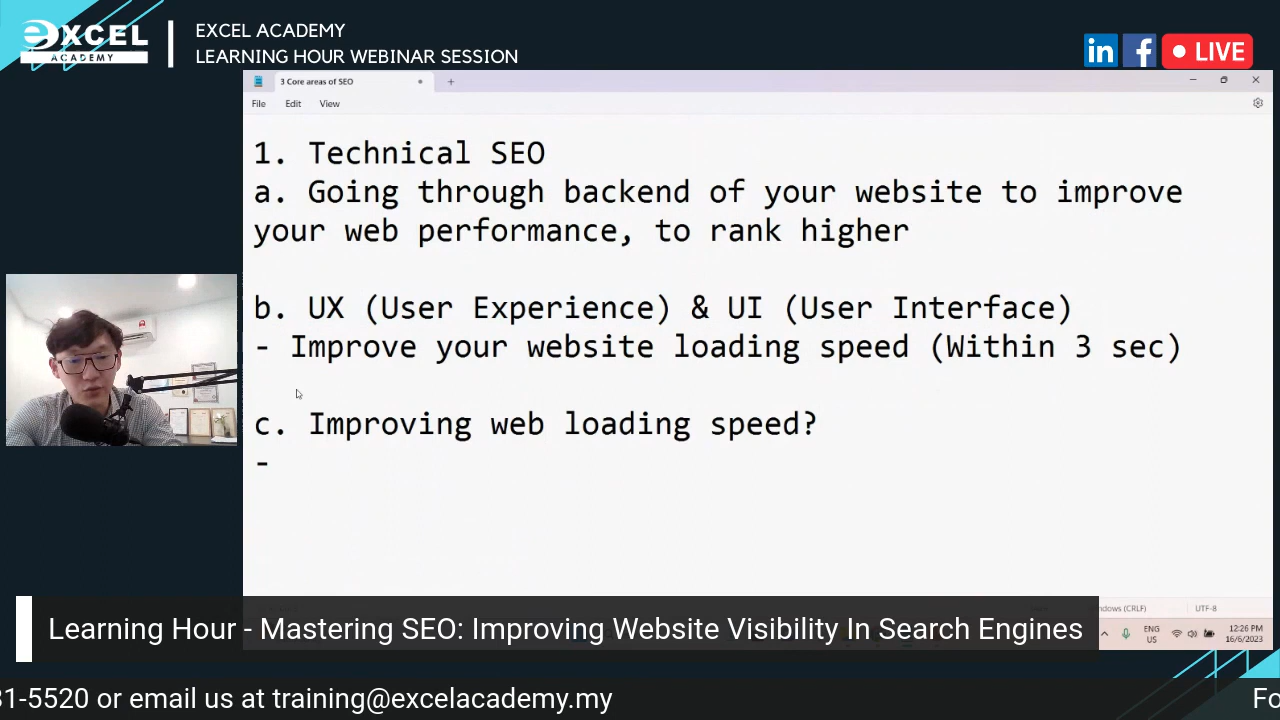 eXCEL
ACADEMY
EXCEL ACADEMY
LEARNING HOUR WEBINAR SESSION
in
f
LIVE
3 Core areas of SEO
File Edit View
1. Technical SEO
a. Going through backend of your website to improve
your web performance, to rank higher
b. UX (User Experience) & UI (User Interface)
- Improve your website loading speed (Within 3 sec)
c. Improving web loading speed?
-
ndows (CRLF) UTF-8
Learning Hour - Mastering SEO: Improving Website Visibility In Search Engines
ENG
US
12:26 PM
16/6/2023
31-5520 or email us at training@excelacademy.my
Fo